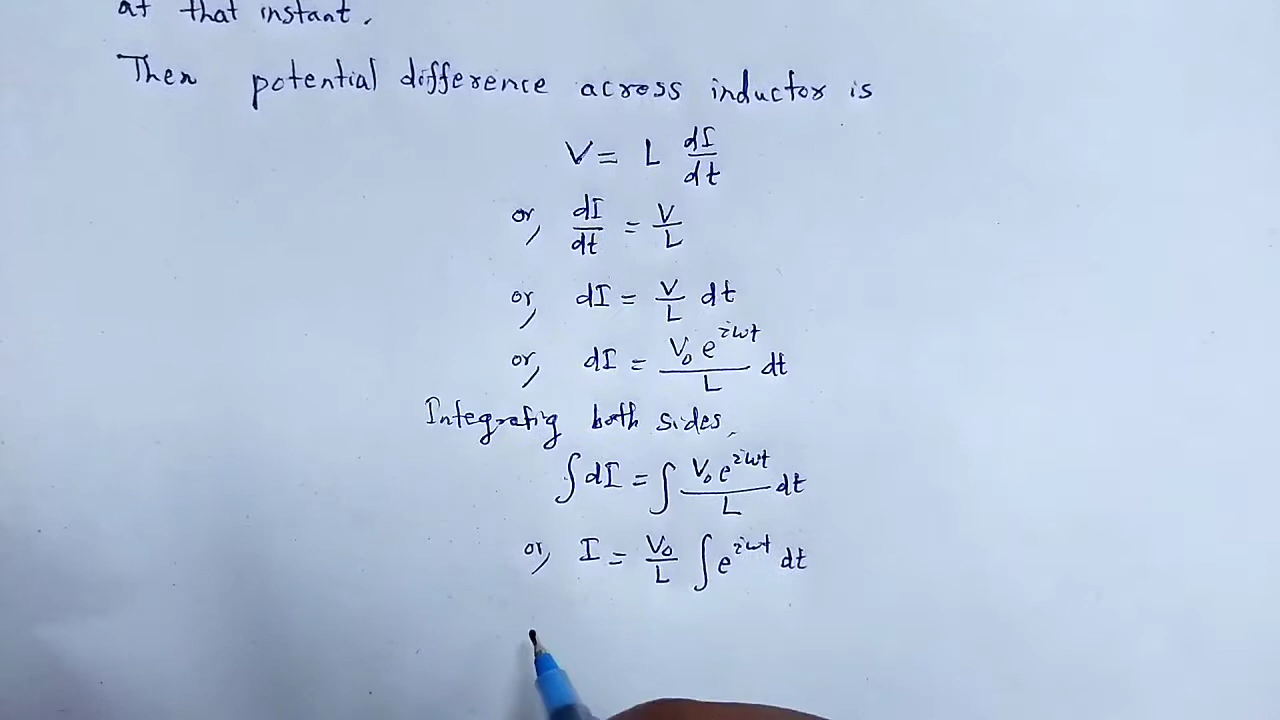 at that instant.
Then potential difference across inductor is
V = L dI/dt
or, dI/dt = V/L
or, dI = V/L dt
or, dI = V₀ e^{iωt}/L dt
Integratig both sides,
∫ dI = ∫ V₀ e^{iωt}/L dt
or, I = V₀/L ∫ e^{iωt} dt